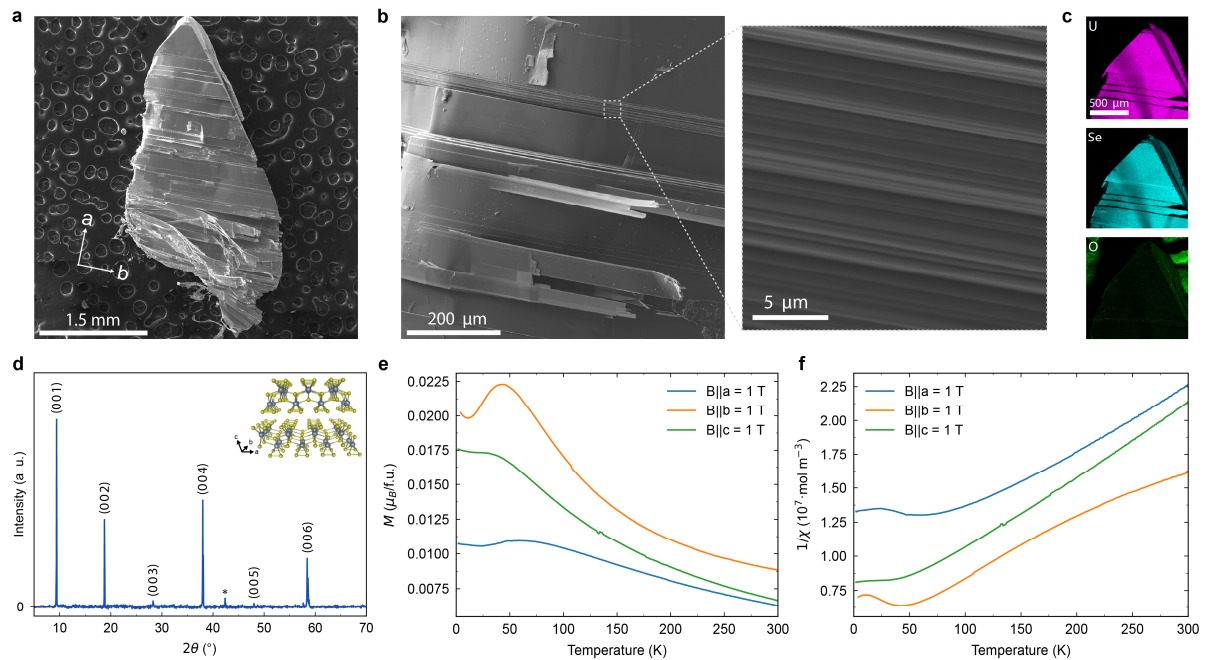 a
a
b
1.5 mm
b
200 μm
5 μm
c
U
500 μm
Se
O
d
Intensity (a u.)
(001)
(002)
(003)
(004)
*
(005)
(006)
c
b
a
0
10
20
30
40
50
60
70
2θ (°)
e
M (μB/f.u.)
0.0225
0.0200
0.0175
0.0150
0.0125
0.0100
0.0075
B||a = 1 T
B||b = 1 T
B||c = 1 T
0
50
100
150
200
250
300
Temperature (K)
f
1/χ (10⁷·mol m⁻³)
2.25
2.00
1.75
1.50
1.25
1.00
0.75
B||a = 1 T
B||b = 1 T
B||c = 1 T
0
50
100
150
200
250
300
Temperature (K)